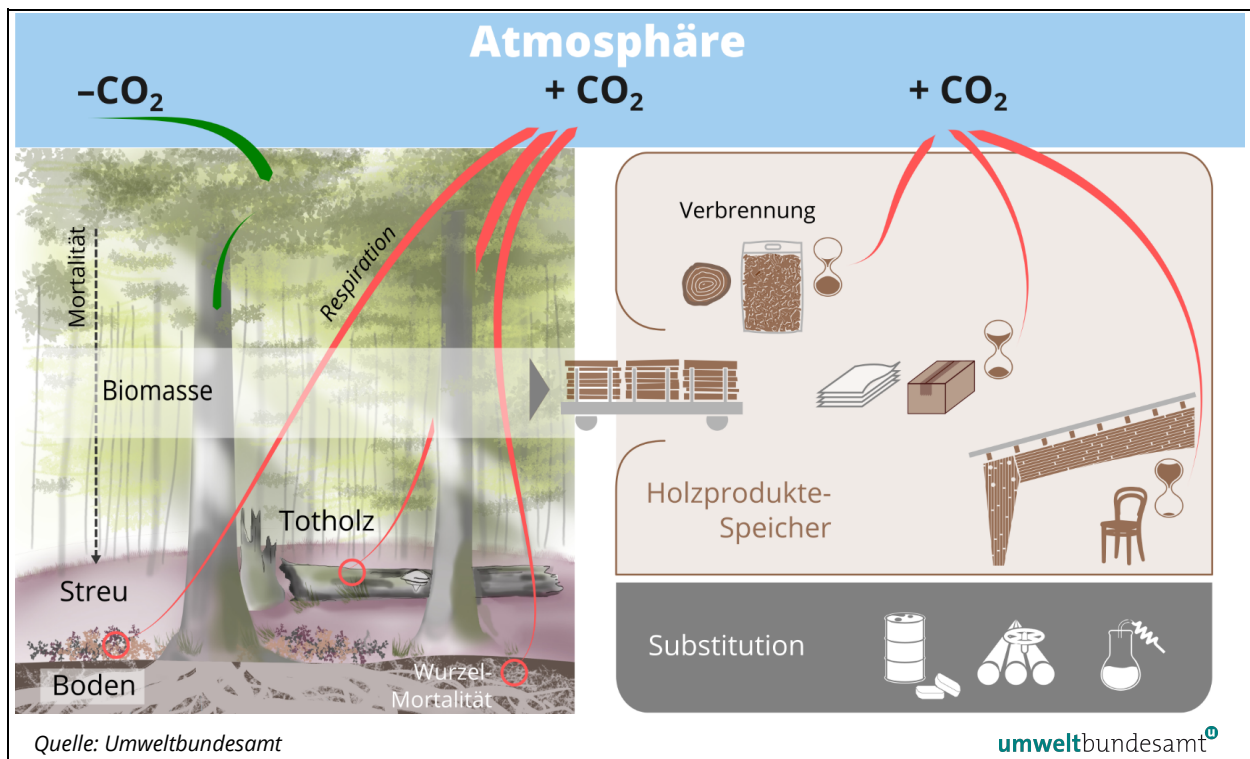 Atmosphäre
–CO₂
+ CO₂
+ CO₂
Mortalität
Respiration
Biomasse
Totholz
Streu
Boden
Wurzel-
Mortalität
Verbrennung
Holzprodukte-
Speicher
Substitution
Quelle: Umweltbundesamt
umweltbundesamt
u